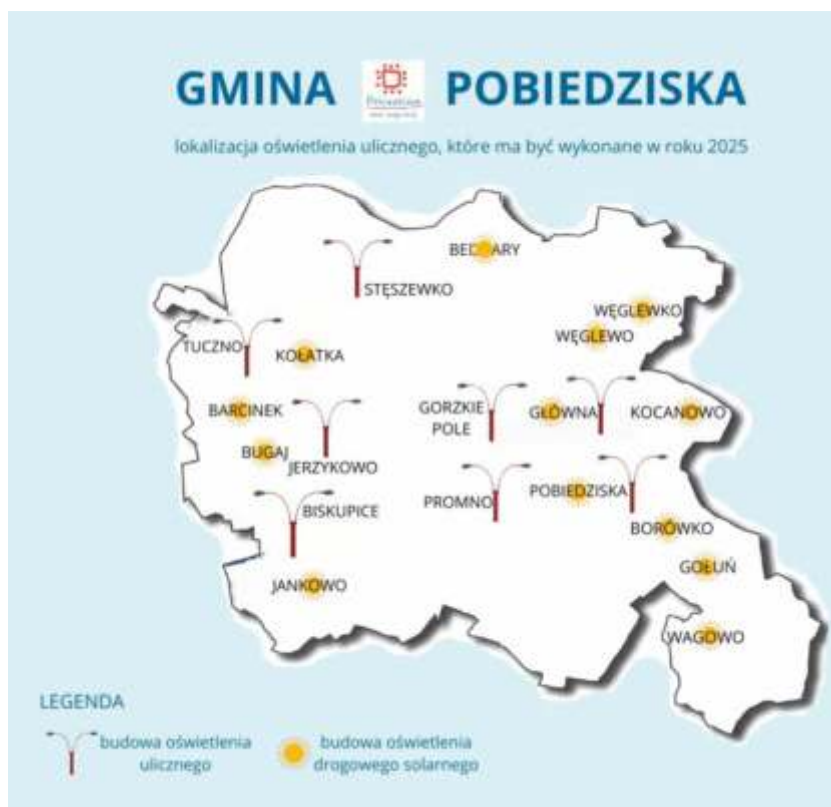 GMINA POBIEDZISKA
lokalizacja oświetlenia ulicznego, które ma być wykonane w roku 2025
STĘSZEWKO
WĘGLEWKO
WĘGLEWO
TUCZNO
KOŁATKA
BARCINEK
GORZKIE
POLE
GŁÓWNA
KOCANOWO
BUGAJ
JERZYKOWO
PROMNO
POBIEDZISKA
BISKUPICE
BORÓWKO
GOŁUŃ
JANKOWO
WAGOWO
LEGENDA
budowa oświetlenia
ulicznego
budowa oświetlenia
drogowego solarnego